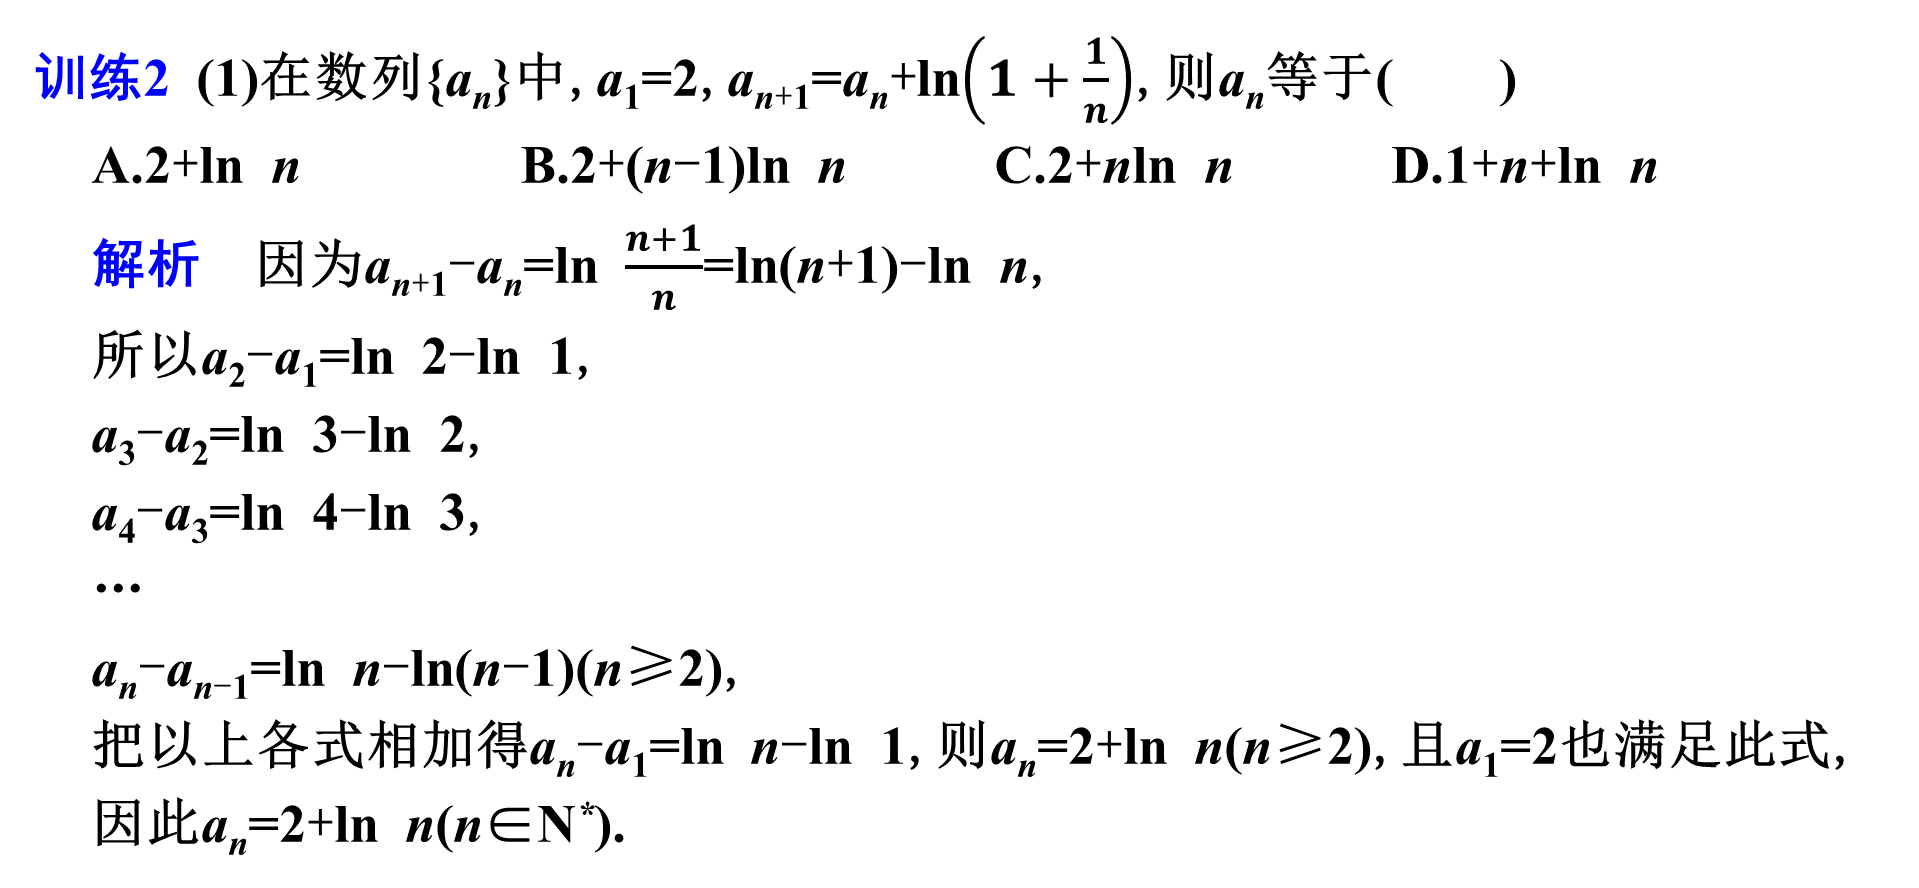 训练2 (1)在数列{aₙ}中, a₁=2, aₙ₊₁=aₙ+ln(1+1/n), 则aₙ等于(  )
A.2+ln n B.2+(n−1)ln n C.2+nln n D.1+n+ln n
解析 因为aₙ₊₁−aₙ=ln (n+1)/n=ln(n+1)−ln n,
所以a₂−a₁=ln 2−ln 1,
a₃−a₂=ln 3−ln 2,
a₄−a₃=ln 4−ln 3,
…
aₙ−aₙ₋₁=ln n−ln(n−1)(n≥2),
把以上各式相加得aₙ−a₁=ln n−ln 1, 则aₙ=2+ln n(n≥2), 且a₁=2也满足此式,
因此aₙ=2+ln n(n∈N*).